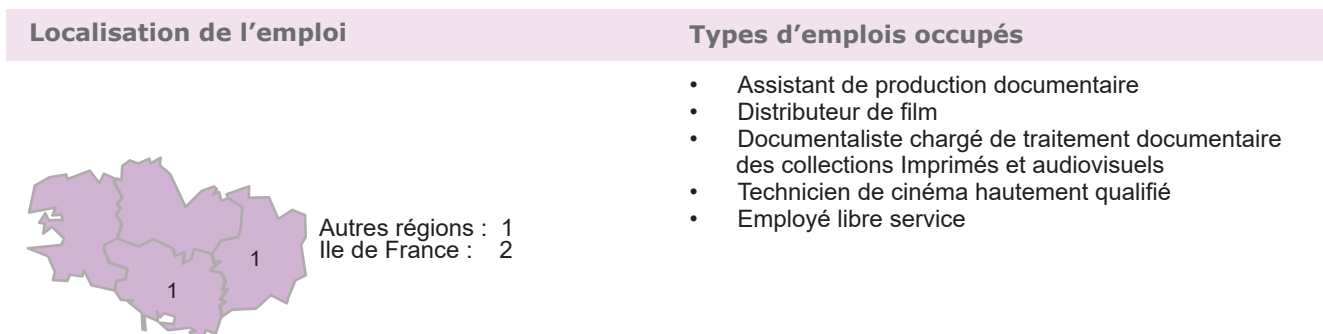 Localisation de l’emploi
Types d’emplois occupés
• Assistant de production documentaire
• Distributeur de film
• Documentaliste chargé de traitement documentaire
des collections Imprimés et audiovisuels
• Technicien de cinéma hautement qualifié
• Employé libre service
Autres régions : 1
Ile de France : 2
1
1